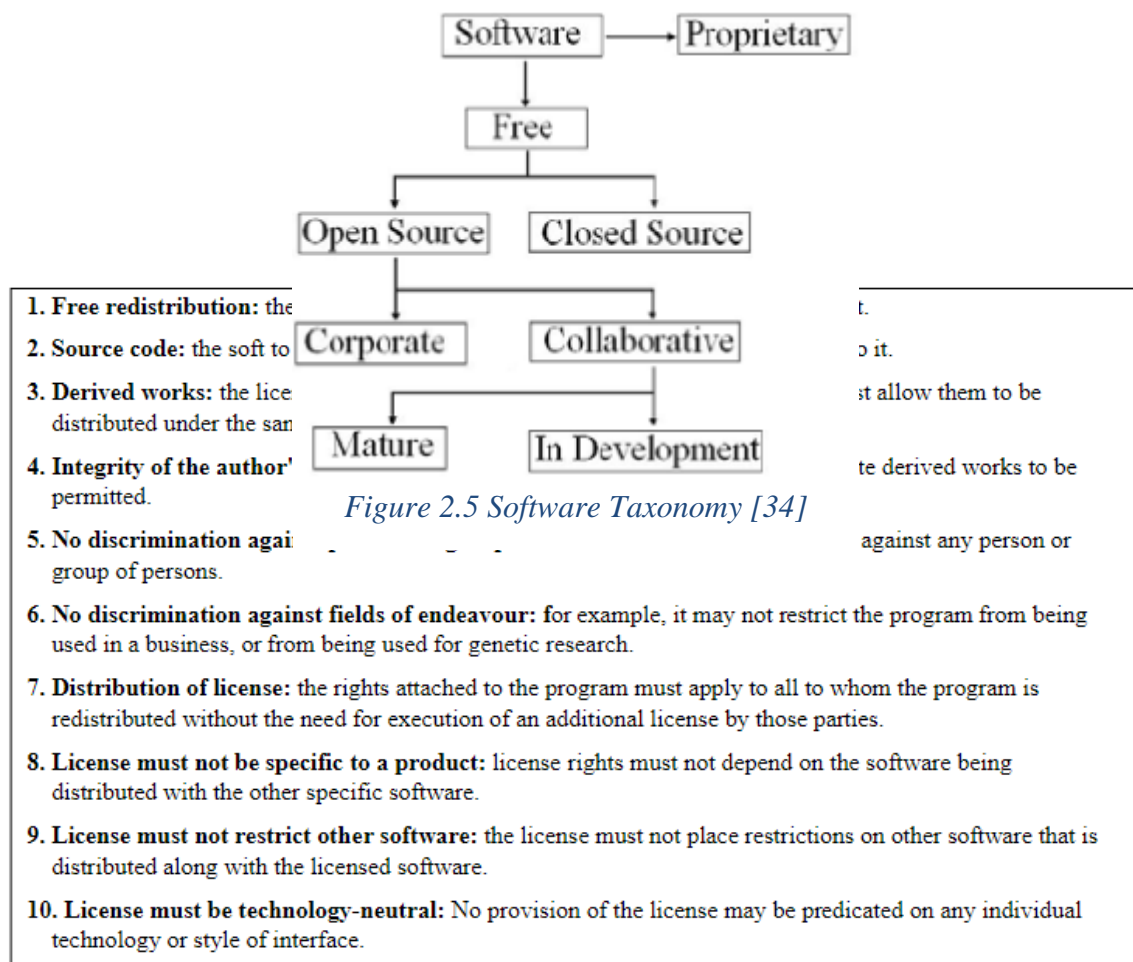 Software
Proprietary
Free
Open Source
Closed Source
Corporate
Collaborative
Mature
In Development
Figure 2.5 Software Taxonomy [34]
1. Free redistribution: the t.
2. Source code: the soft to o it.
3. Derived works: the lice st allow them to be
distributed under the san
4. Integrity of the author' te derived works to be
permitted.
5. No discrimination agai against any person or
group of persons.
6. No discrimination against fields of endeavour: for example, it may not restrict the program from being
used in a business, or from being used for genetic research.
7. Distribution of license: the rights attached to the program must apply to all to whom the program is
redistributed without the need for execution of an additional license by those parties.
8. License must not be specific to a product: license rights must not depend on the software being
distributed with the other specific software.
9. License must not restrict other software: the license must not place restrictions on other software that is
distributed along with the licensed software.
10. License must be technology-neutral: No provision of the license may be predicated on any individual
technology or style of interface.